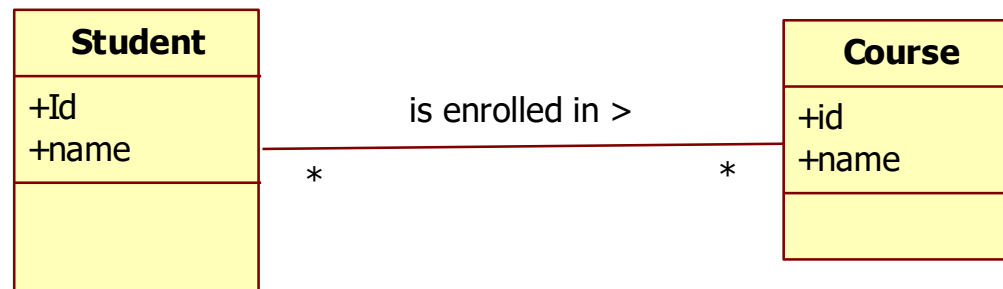 Student
+Id
+name
is enrolled in >
*
*
Course
+id
+name